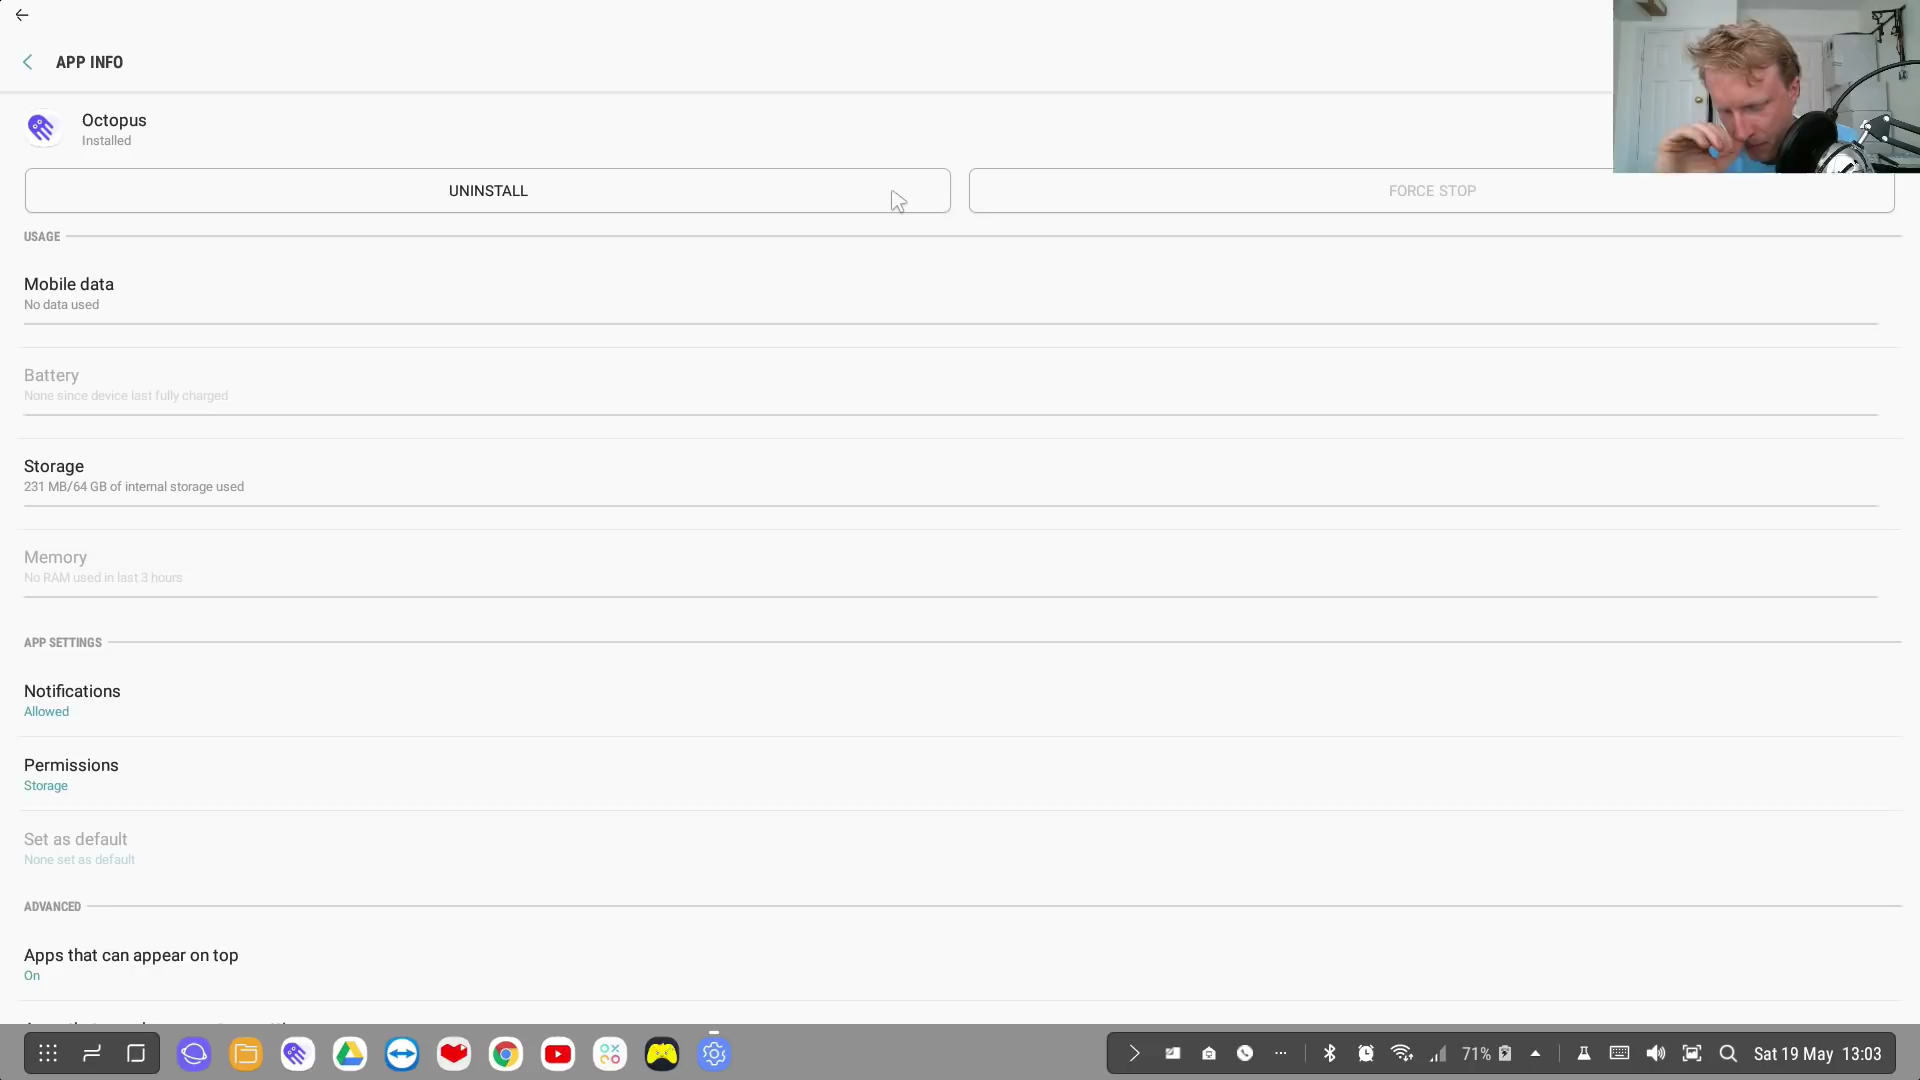 APP INFO
Octopus
Installed
UNINSTALL
FORCE STOP
USAGE
Mobile data
No data used
Battery
None since device last fully charged
Storage
231 MB/64 GB of internal storage used
Memory
No RAM used in last 3 hours
APP SETTINGS
Notifications
Allowed
Permissions
Storage
Set as default
None set as default
ADVANCED
Apps that can appear on top
On
71%
Sat 19 May 13:03